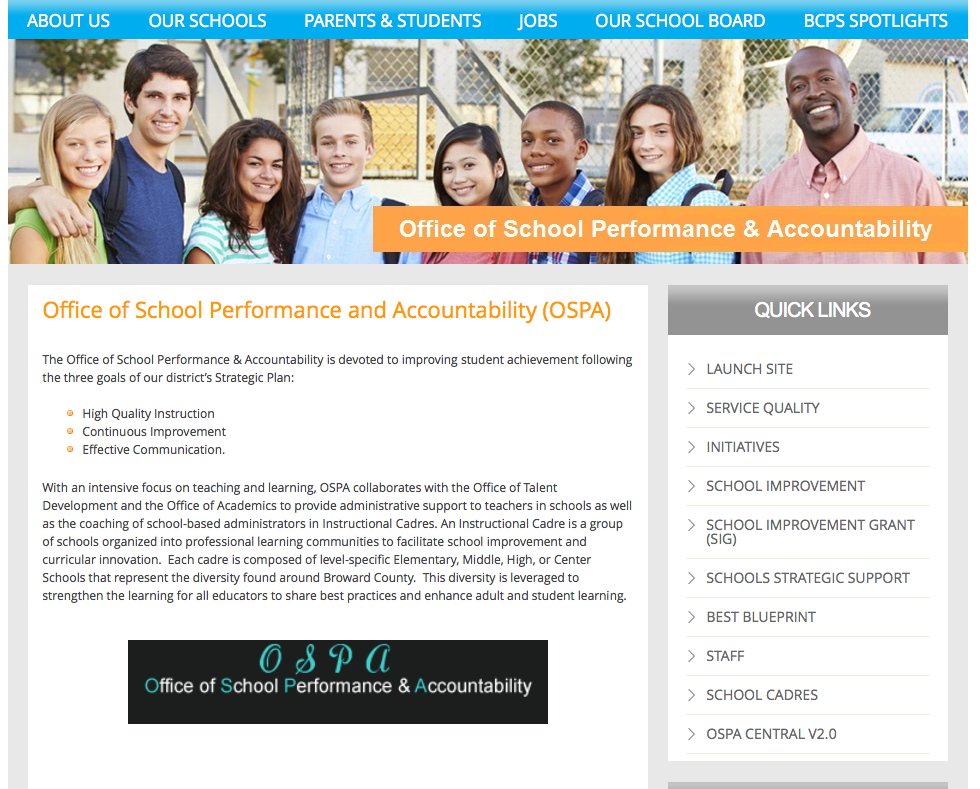 ABOUT US OUR SCHOOLS PARENTS & STUDENTS JOBS OUR SCHOOL BOARD BCPS SPOTLIGHTS
Office of School Performance & Accountability
Office of School Performance and Accountability (OSPA)
The Office of School Performance & Accountability is devoted to improving student achievement following
the three goals of our district's Strategic Plan:
High Quality Instruction
Continuous Improvement
Effective Communication.
With an intensive focus on teaching and learning, OSPA collaborates with the Office of Talent
Development and the Office of Academics to provide administrative support to teachers in schools as well
as the coaching of school-based administrators in Instructional Cadres. An Instructional Cadre is a group
of schools organized into professional learning communities to facilitate school improvement and
curricular innovation.  Each cadre is composed of level-specific Elementary, Middle, High, or Center
Schools that represent the diversity found around Broward County.  This diversity is leveraged to
strengthen the learning for all educators to share best practices and enhance adult and student learning.
O S P A
Office of School Performance & Accountability
QUICK LINKS
LAUNCH SITE
SERVICE QUALITY
INITIATIVES
SCHOOL IMPROVEMENT
SCHOOL IMPROVEMENT GRANT
(SIG)
SCHOOLS STRATEGIC SUPPORT
BEST BLUEPRINT
STAFF
SCHOOL CADRES
OSPA CENTRAL V2.0